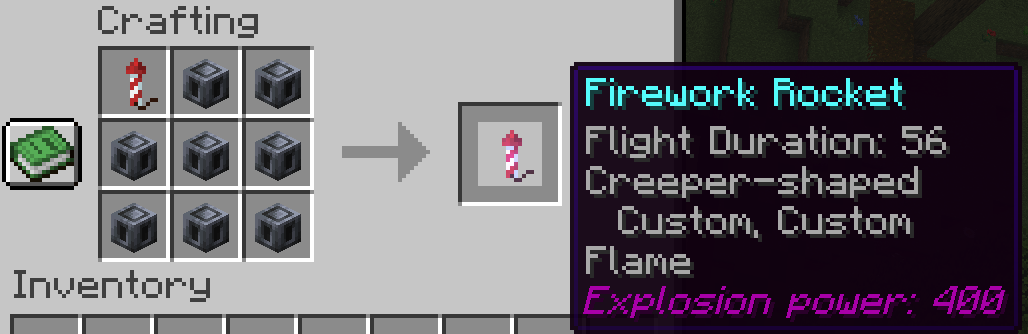 Crafting
Firework Rocket
Flight Duration: 56
Creeper-shaped
Custom, Custom
Flame
Explosion power: 400
Inventory